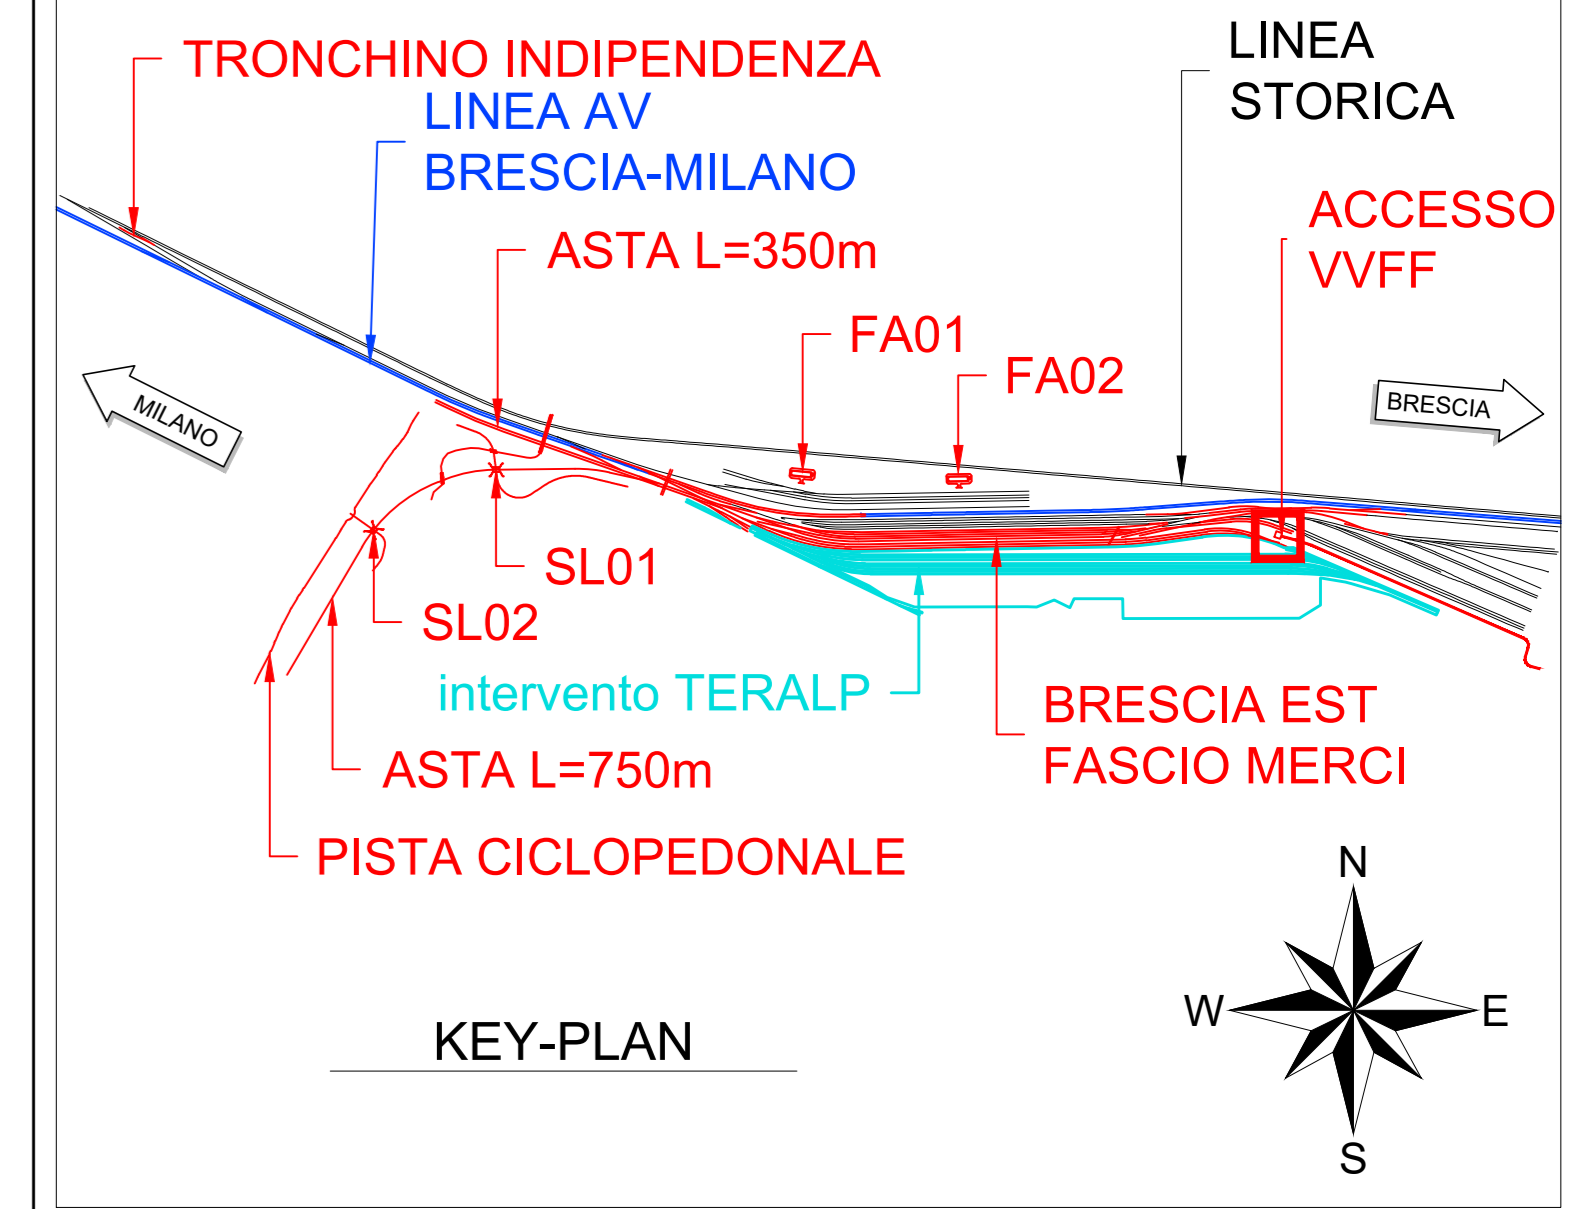 TRONCHINO INDIPENDENZA
LINEA AV
BRESCIA-MILANO
LINEA
STORICA
ASTA L=350m
ACCESSO
VVFF
FA01
FA02
MILANO
BRESCIA
SL01
SL02
intervento TERALP
BRESCIA EST
FASCIO MERCI
ASTA L=750m
PISTA CICLOPEDONALE
KEY-PLAN
N
W
E
S